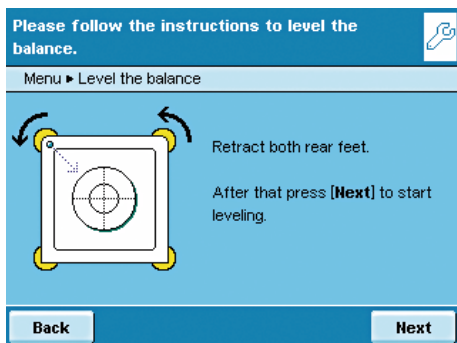 Please follow the instructions to level the
balance.
Menu ▸ Level the balance
Retract both rear feet.
After that press [Next] to start
leveling.
Back
Next